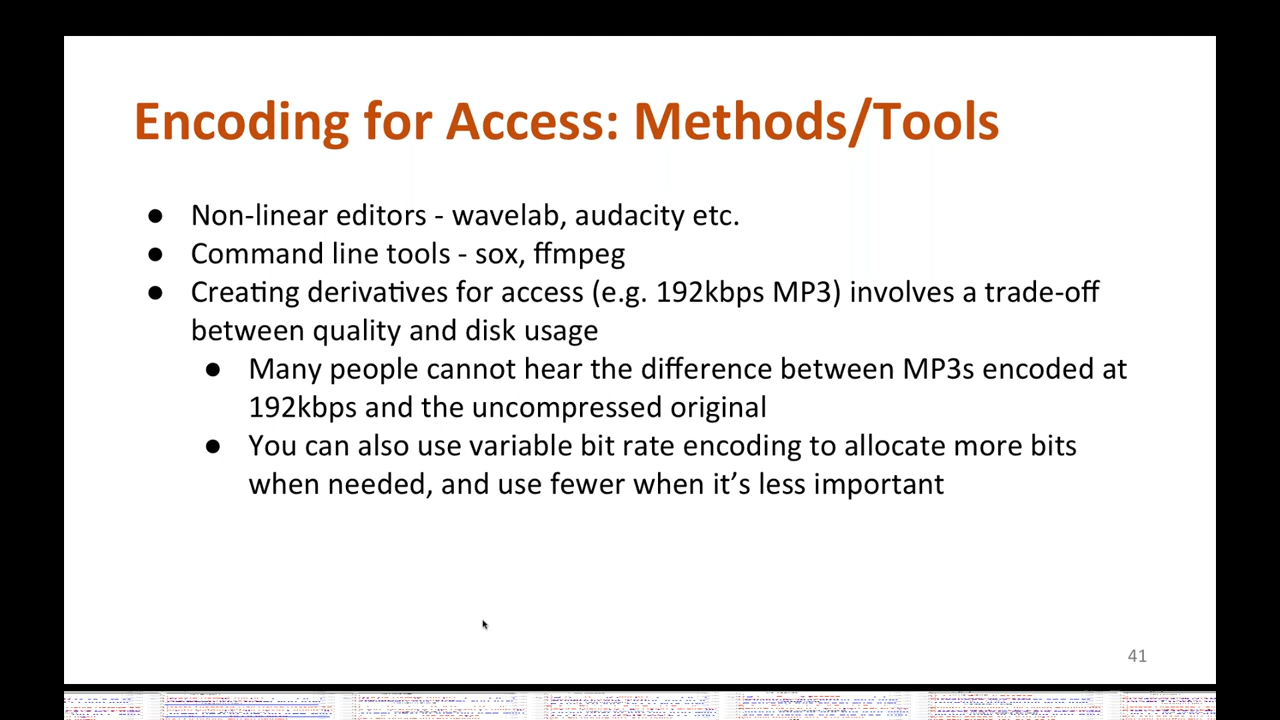 Encoding for Access: Methods/Tools
● Non-linear editors - wavelab, audacity etc.
● Command line tools - sox, ffmpeg
● Creating derivatives for access (e.g. 192kbps MP3) involves a trade-off
between quality and disk usage
● Many people cannot hear the difference between MP3s encoded at
192kbps and the uncompressed original
● You can also use variable bit rate encoding to allocate more bits
when needed, and use fewer when it’s less important
41